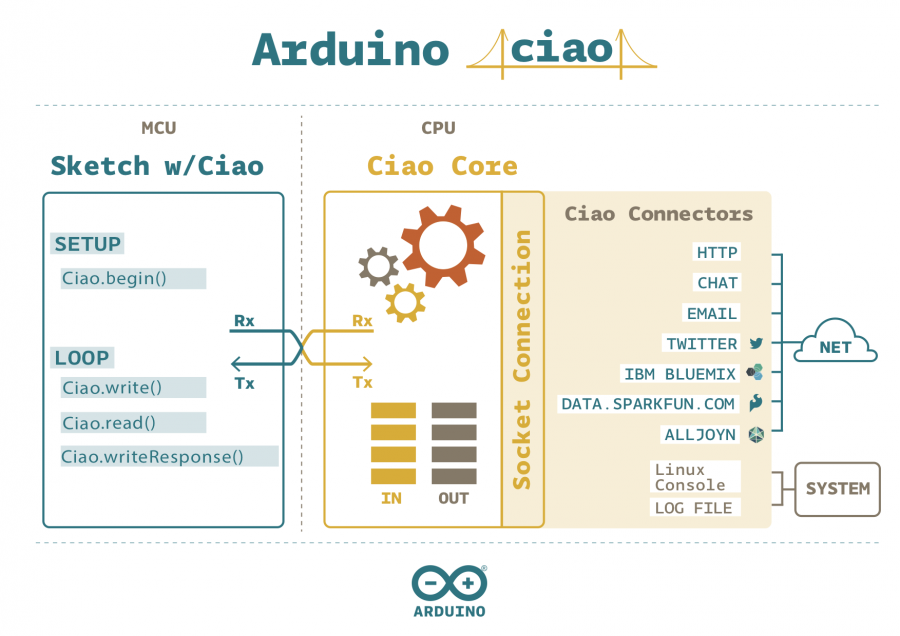 Arduino ciao
MCU
Sketch w/Ciao
SETUP
Ciao.begin()
LOOP
Ciao.write()
Ciao.read()
Ciao.writeResponse()
Rx
Tx
CPU
Ciao Core
Rx
Tx
IN
OUT
Socket Connection
Ciao Connectors
HTTP
CHAT
EMAIL
TWITTER
IBM BLUEMIX
DATA.SPARKFUN.COM
ALLJOYN
NET
Linux
Console
LOG FILE
SYSTEM
®
ARDUINO